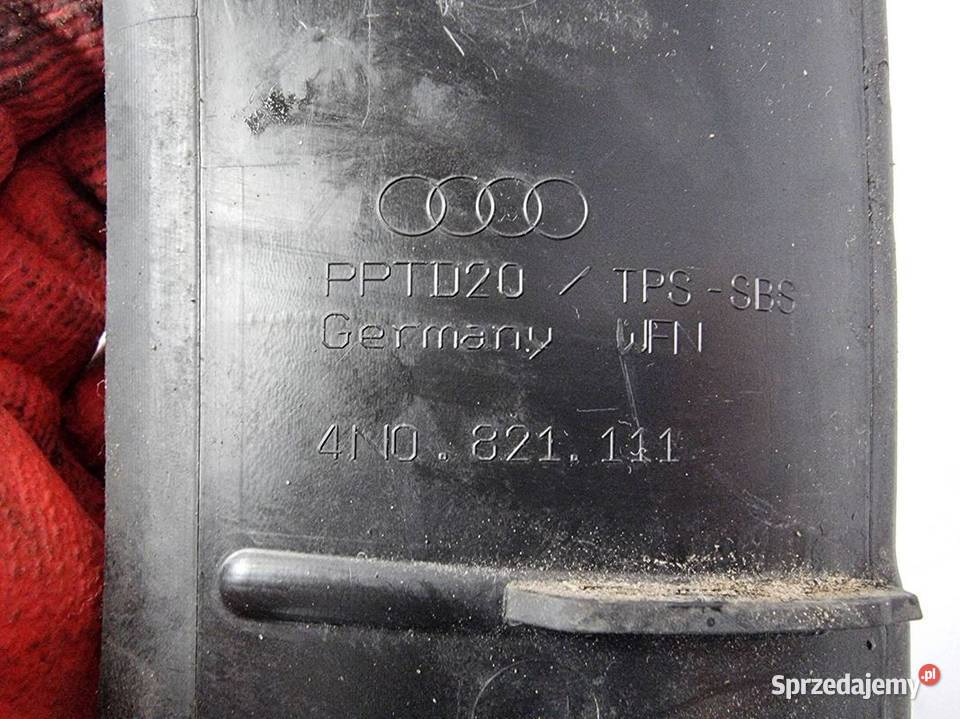 PPTD20 / TPS-SBS
Germany WFN
4N0.821.111
Sprzedajemy.pl